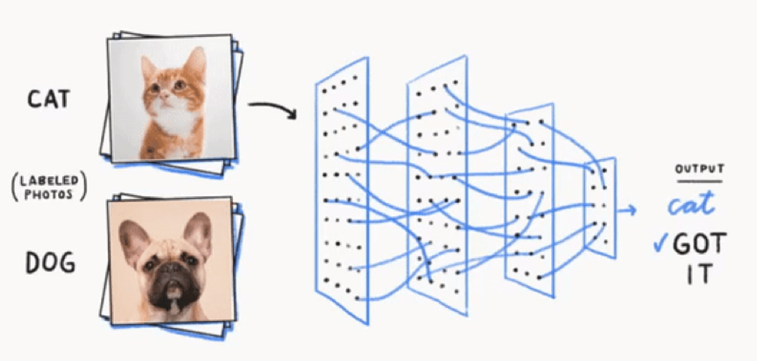 CAT
(LABELED
PHOTOS)
DOG
OUTPUT
cat
✓GOT
IT